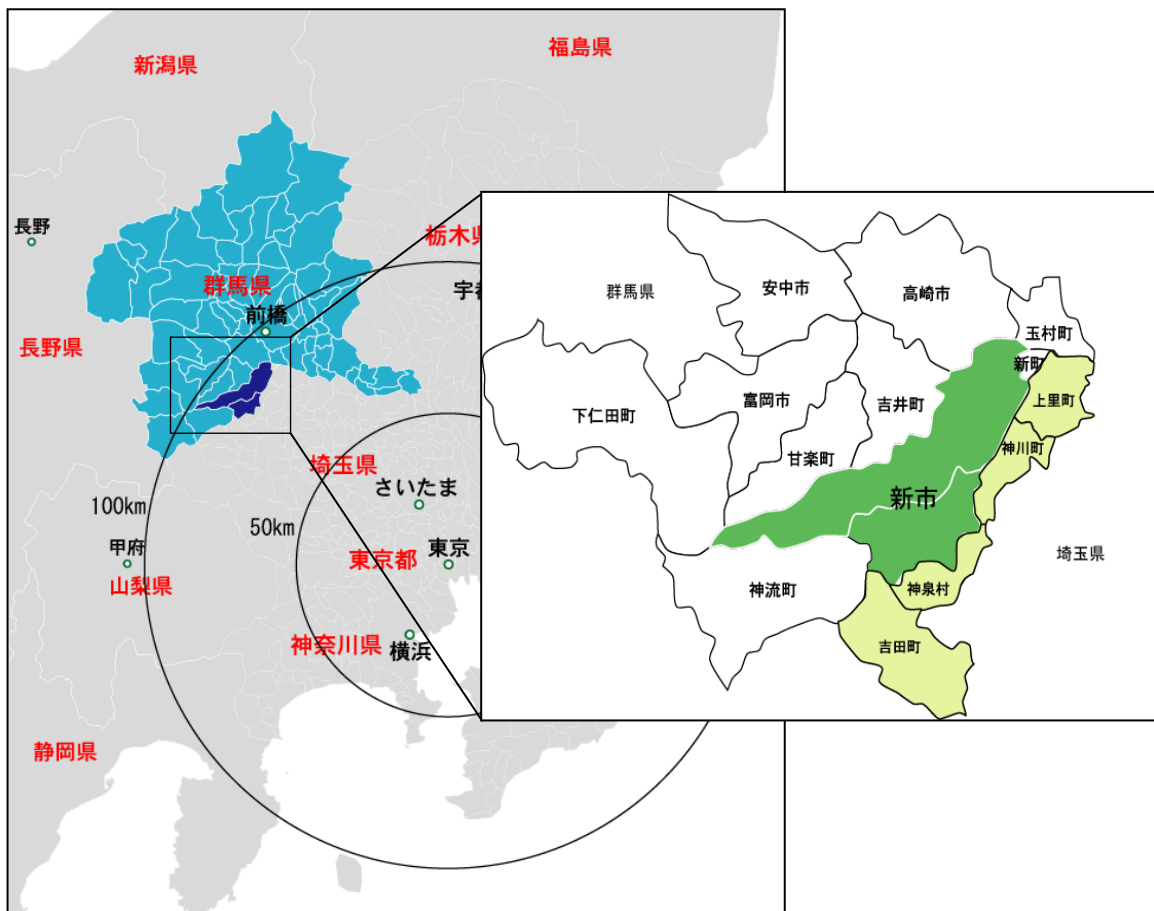 新潟県
福島県
長野
栃木県
群馬県
宇都
前橋
長野県
埼玉県
さいたま
100km
50km
甲府
東京都
東京
山梨県
神奈川県
横浜
静岡県
群馬県
安中市
高崎市
玉村町
新町
上里町
下仁田町
富岡市
吉井町
甘楽町
神川町
新市
埼玉県
神流町
神泉村
吉田町